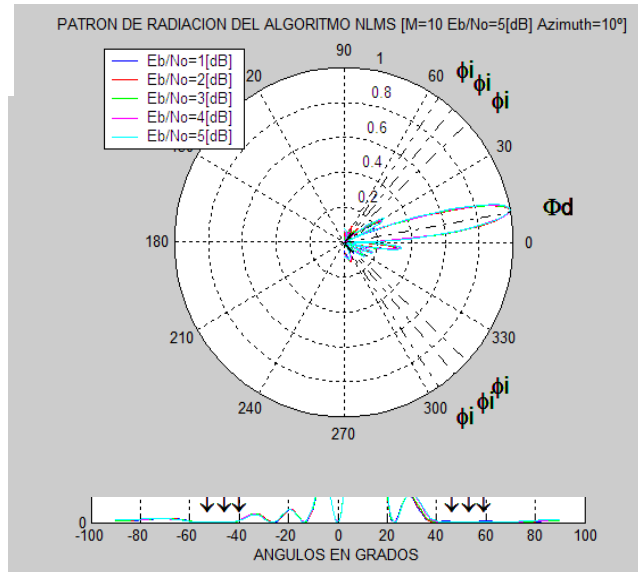 PATRON DE RADIACION DEL ALGORITMO NLMS [M=10 Eb/No=5[dB] Azimuth=10º]
Eb/No=1[dB]
Eb/No=2[dB]
Eb/No=3[dB]
Eb/No=4[dB]
Eb/No=5[dB]
90
1
60
ϕi
ϕi
ϕi
20
0.8
0.6
0.4
0.2
30
Φd
180
0
210
330
240
300
270
ϕi
ϕi
ϕi
0
-100 -80 -60 -40 -20 0 20 40 60 80 100
ANGULOS EN GRADOS